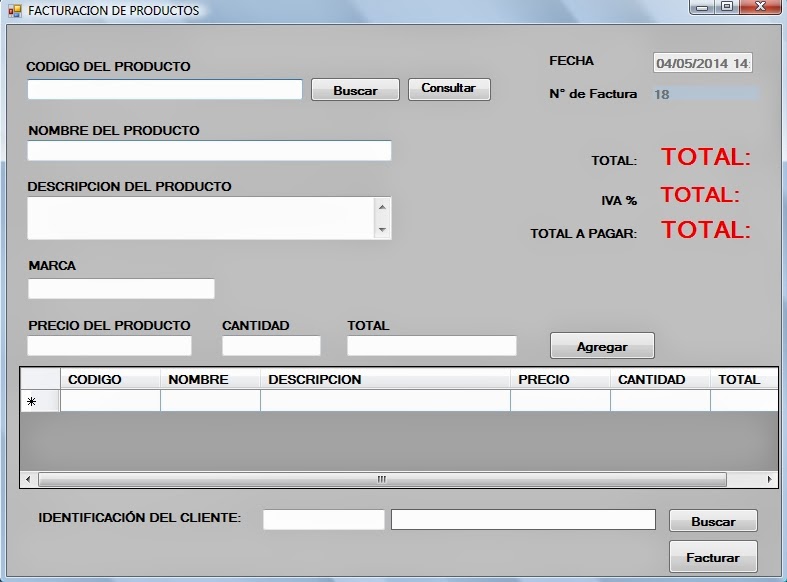 FACTURACION DE PRODUCTOS
CODIGO DEL PRODUCTO
Buscar
Consultar
FECHA
04/05/2014 14:
N° de Factura
18
NOMBRE DEL PRODUCTO
TOTAL: TOTAL:
DESCRIPCION DEL PRODUCTO
IVA % TOTAL:
TOTAL A PAGAR: TOTAL:
MARCA
PRECIO DEL PRODUCTO CANTIDAD TOTAL
Agregar
CODIGO NOMBRE DESCRIPCION PRECIO CANTIDAD TOTAL
IDENTIFICACIÓN DEL CLIENTE:
Buscar
Facturar